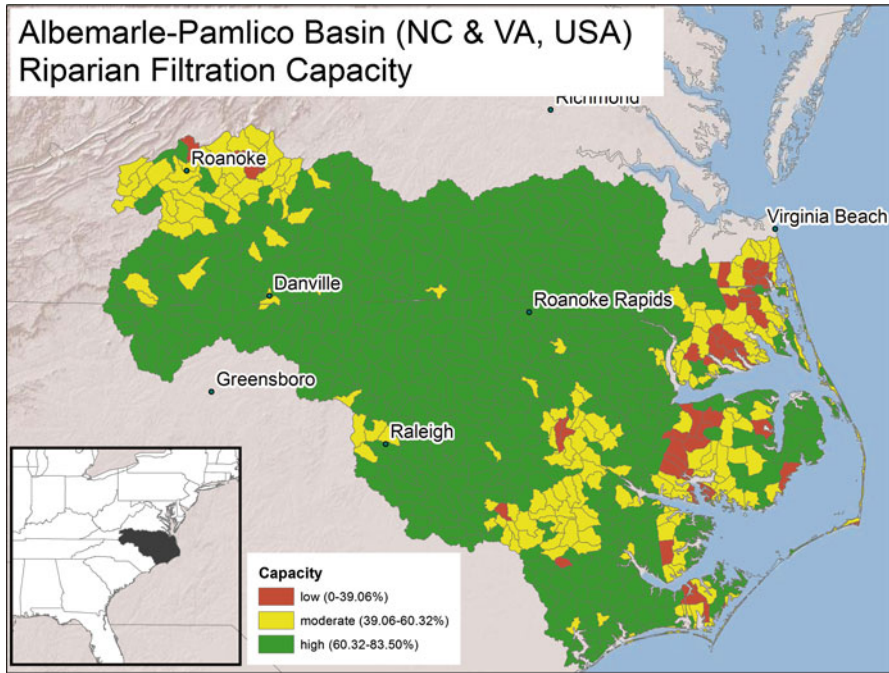 Albemarle-Pamlico Basin (NC & VA, USA)
Riparian Filtration Capacity
Richmond
Roanoke
Virginia Beach
Danville
Roanoke Rapids
Greensboro
Raleigh
Capacity
low (0-39.06%)
moderate (39.06-60.32%)
high (60.32-83.50%)